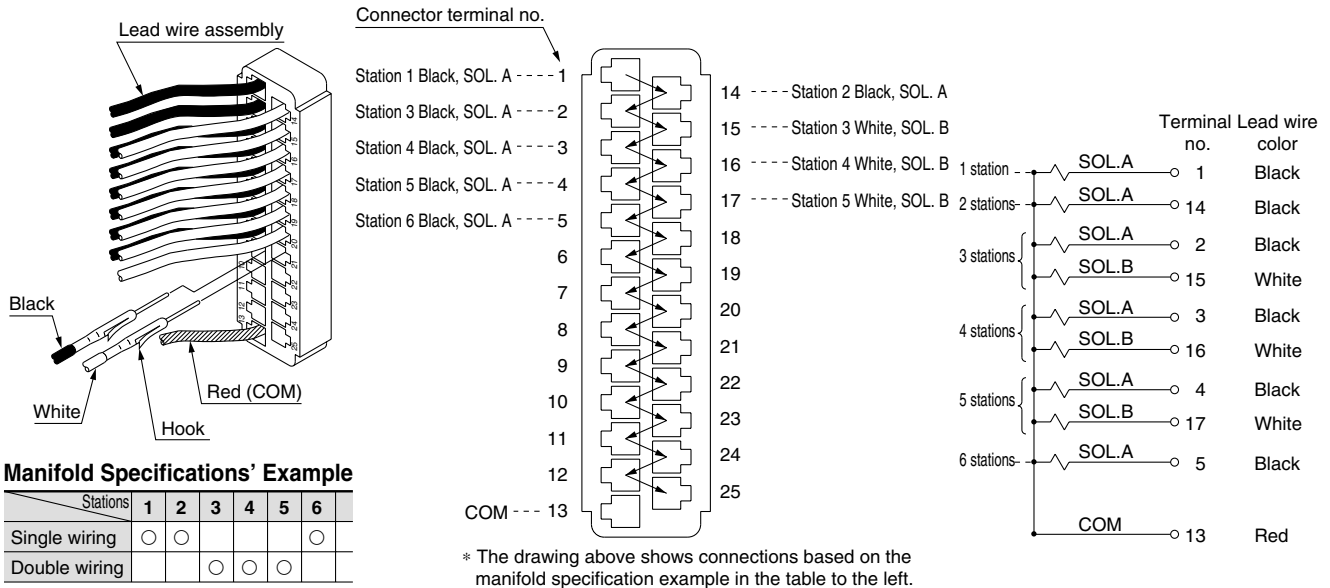 Lead wire assembly
Black
White
Hook
Red (COM)
Manifold Specifications' Example
Stations 1 2 3 4 5 6
Single wiring ○ ○ ○
Double wiring ○ ○ ○
Connector terminal no.
Station 1 Black, SOL. A ---- 1
Station 3 Black, SOL. A ---- 2
Station 4 Black, SOL. A ---- 3
Station 5 Black, SOL. A ---- 4
Station 6 Black, SOL. A ---- 5
6
7
8
9
10
11
12
COM --- 13
14 ---- Station 2 Black, SOL. A
15 ---- Station 3 White, SOL. B
16 ---- Station 4 White, SOL. B
17 ---- Station 5 White, SOL. B
18
19
20
21
22
23
24
25
* The drawing above shows connections based on the
manifold specification example in the table to the left.
Terminal Lead wire
no. color
1 station SOL.A 1 Black
2 stations SOL.A 14 Black
3 stations
SOL.A 2 Black
SOL.B 15 White
4 stations
SOL.A 3 Black
SOL.B 16 White
5 stations
SOL.A 4 Black
SOL.B 17 White
6 stations SOL.A 5 Black
COM 13 Red